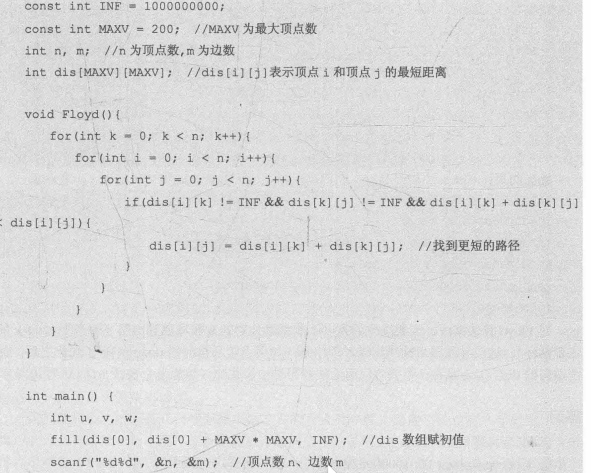 const int INF = 1000000000;
const int MAXV = 200; //MAXV 为最大顶点数
int n, m; //n 为顶点数,m 为边数
int dis[MAXV][MAXV]; //dis[i][j]表示顶点 i 和顶点 j 的最短距离
void Floyd(){
for(int k = 0; k < n; k++){
for(int i = 0; i < n; i++){
for(int j = 0; j < n; j++){
if(dis[i][k] != INF && dis[k][j] != INF && dis[i][k] + dis[k][j]
< dis[i][j]){
dis[i][j] = dis[i][k] + dis[k][j]; //找到更短的路径
}
}
}
}
}
int main() {
int u, v, w;
fill(dis[0], dis[0] + MAXV * MAXV, INF); //dis 数组赋初值
scanf("%d%d", &n, &m); //顶点数 n、边数 m